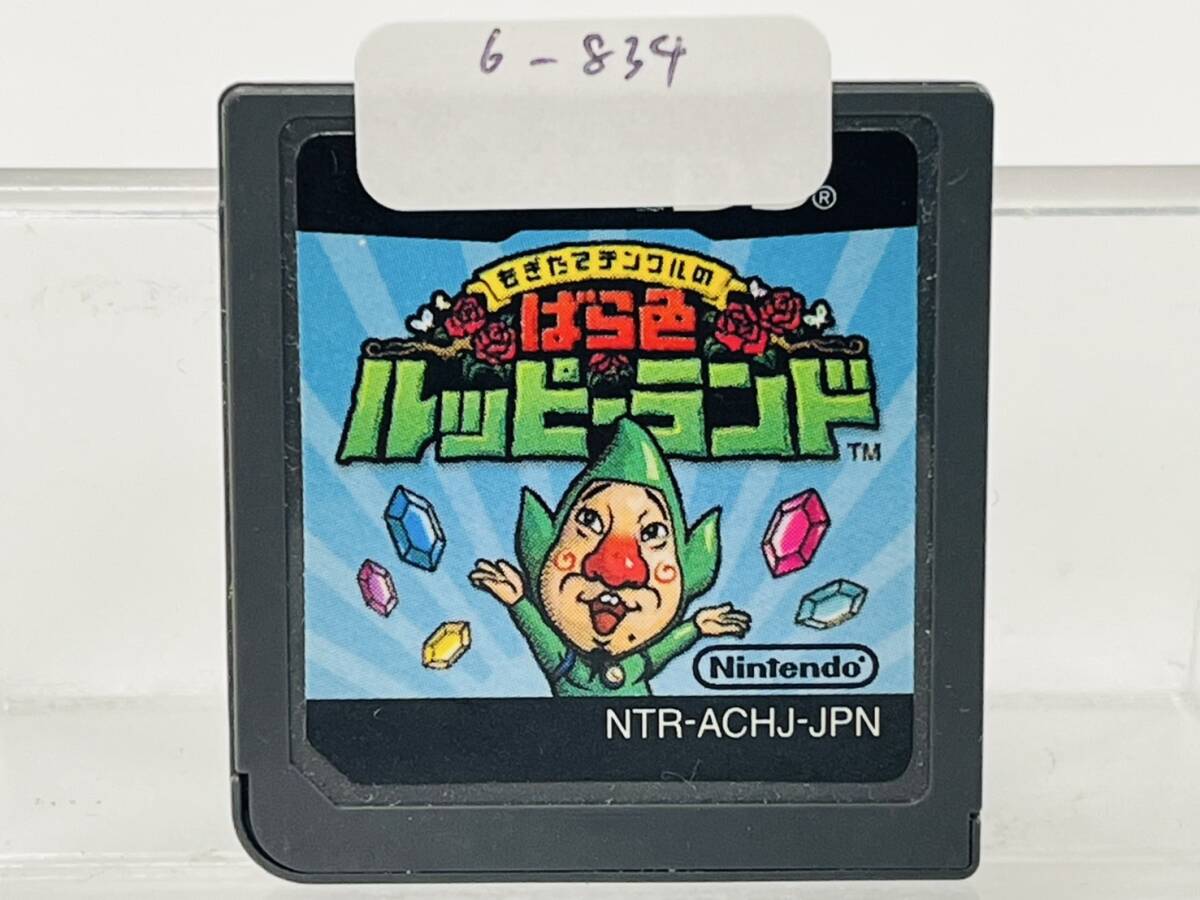 6-834
®
もぎたてチンクルの
ばら色
ルッピーランド
TM
Nintendo
NTR-ACHJ-JPN